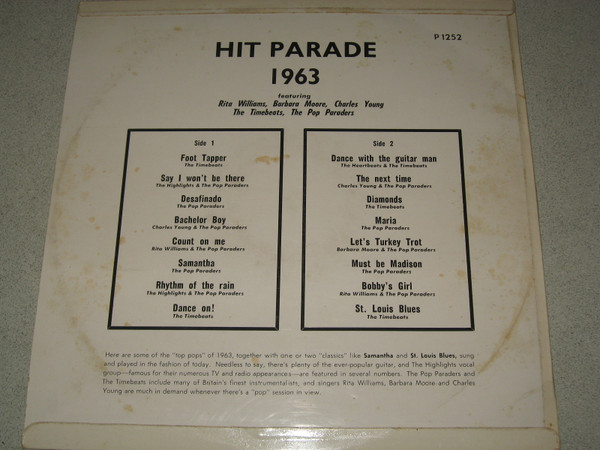 P 1252
HIT PARADE
1963
featuring
Rita Williams, Barbara Moore, Charles Young
The Timebeats, The Pop Paraders
Side 1
Foot Tapper
The Timebeats
Say I won't be there
The Highlights & The Pop Paraders
Desafinado
The Pop Paraders
Bachelor Boy
Charles Young & The Pop Paraders
Count on me
Rita Williams & The Pop Paraders
Samantha
The Pop Paraders
Rhythm of the rain
The Highlights & The Pop Paraders
Dance on!
The Timebeats
Side 2
Dance with the guitar man
The Heartbeats & The Timebeats
The next time
Charles Young & The Pop Paraders
Diamonds
The Timebeats
Maria
The Pop Paraders
Let's Turkey Trot
Barbara Moore & The Pop Paraders
Must be Madison
The Pop Paraders
Bobby's Girl
Rita Williams & The Pop Paraders
St. Louis Blues
The Timebeats
Here are some of the "top pops" of 1963, together with one or two "classics" like Samantha and St. Louis Blues, sung
and played in the fashion of today. Needless to say, there's plenty of the ever-popular guitar, and The Highlights vocal
group—famous for their numerous TV and radio appearances—are featured in several numbers. The Pop Paraders and
The Timebeats include many of Britain's finest instrumentalists, and singers Rita Williams, Barbara Moore and Charles
Young are much in demand whenever there's a "pop" session in view.